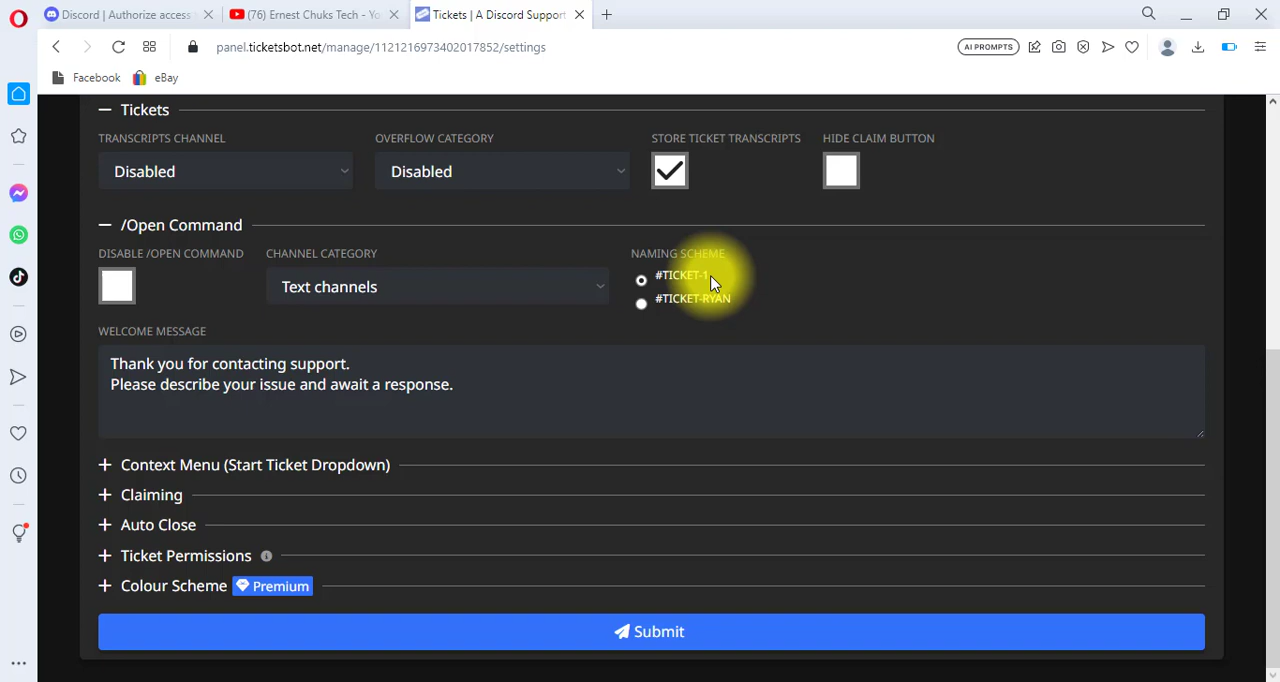 Discord | Authorize access
(76) Ernest Chuks Tech - Yo
Tickets | A Discord Support
panel.ticketsbot.net/manage/1121216973402017852/settings
AI PROMPTS
Facebook
eBay
Tickets
TRANSCRIPTS CHANNEL
OVERFLOW CATEGORY
STORE TICKET TRANSCRIPTS
HIDE CLAIM BUTTON
Disabled
Disabled
/Open Command
DISABLE /OPEN COMMAND
CHANNEL CATEGORY
NAMING SCHEME
Text channels
#TICKET-1
#TICKET-RYAN
WELCOME MESSAGE
Thank you for contacting support.
Please describe your issue and await a response.
Context Menu (Start Ticket Dropdown)
Claiming
Auto Close
Ticket Permissions
Colour Scheme Premium
Submit